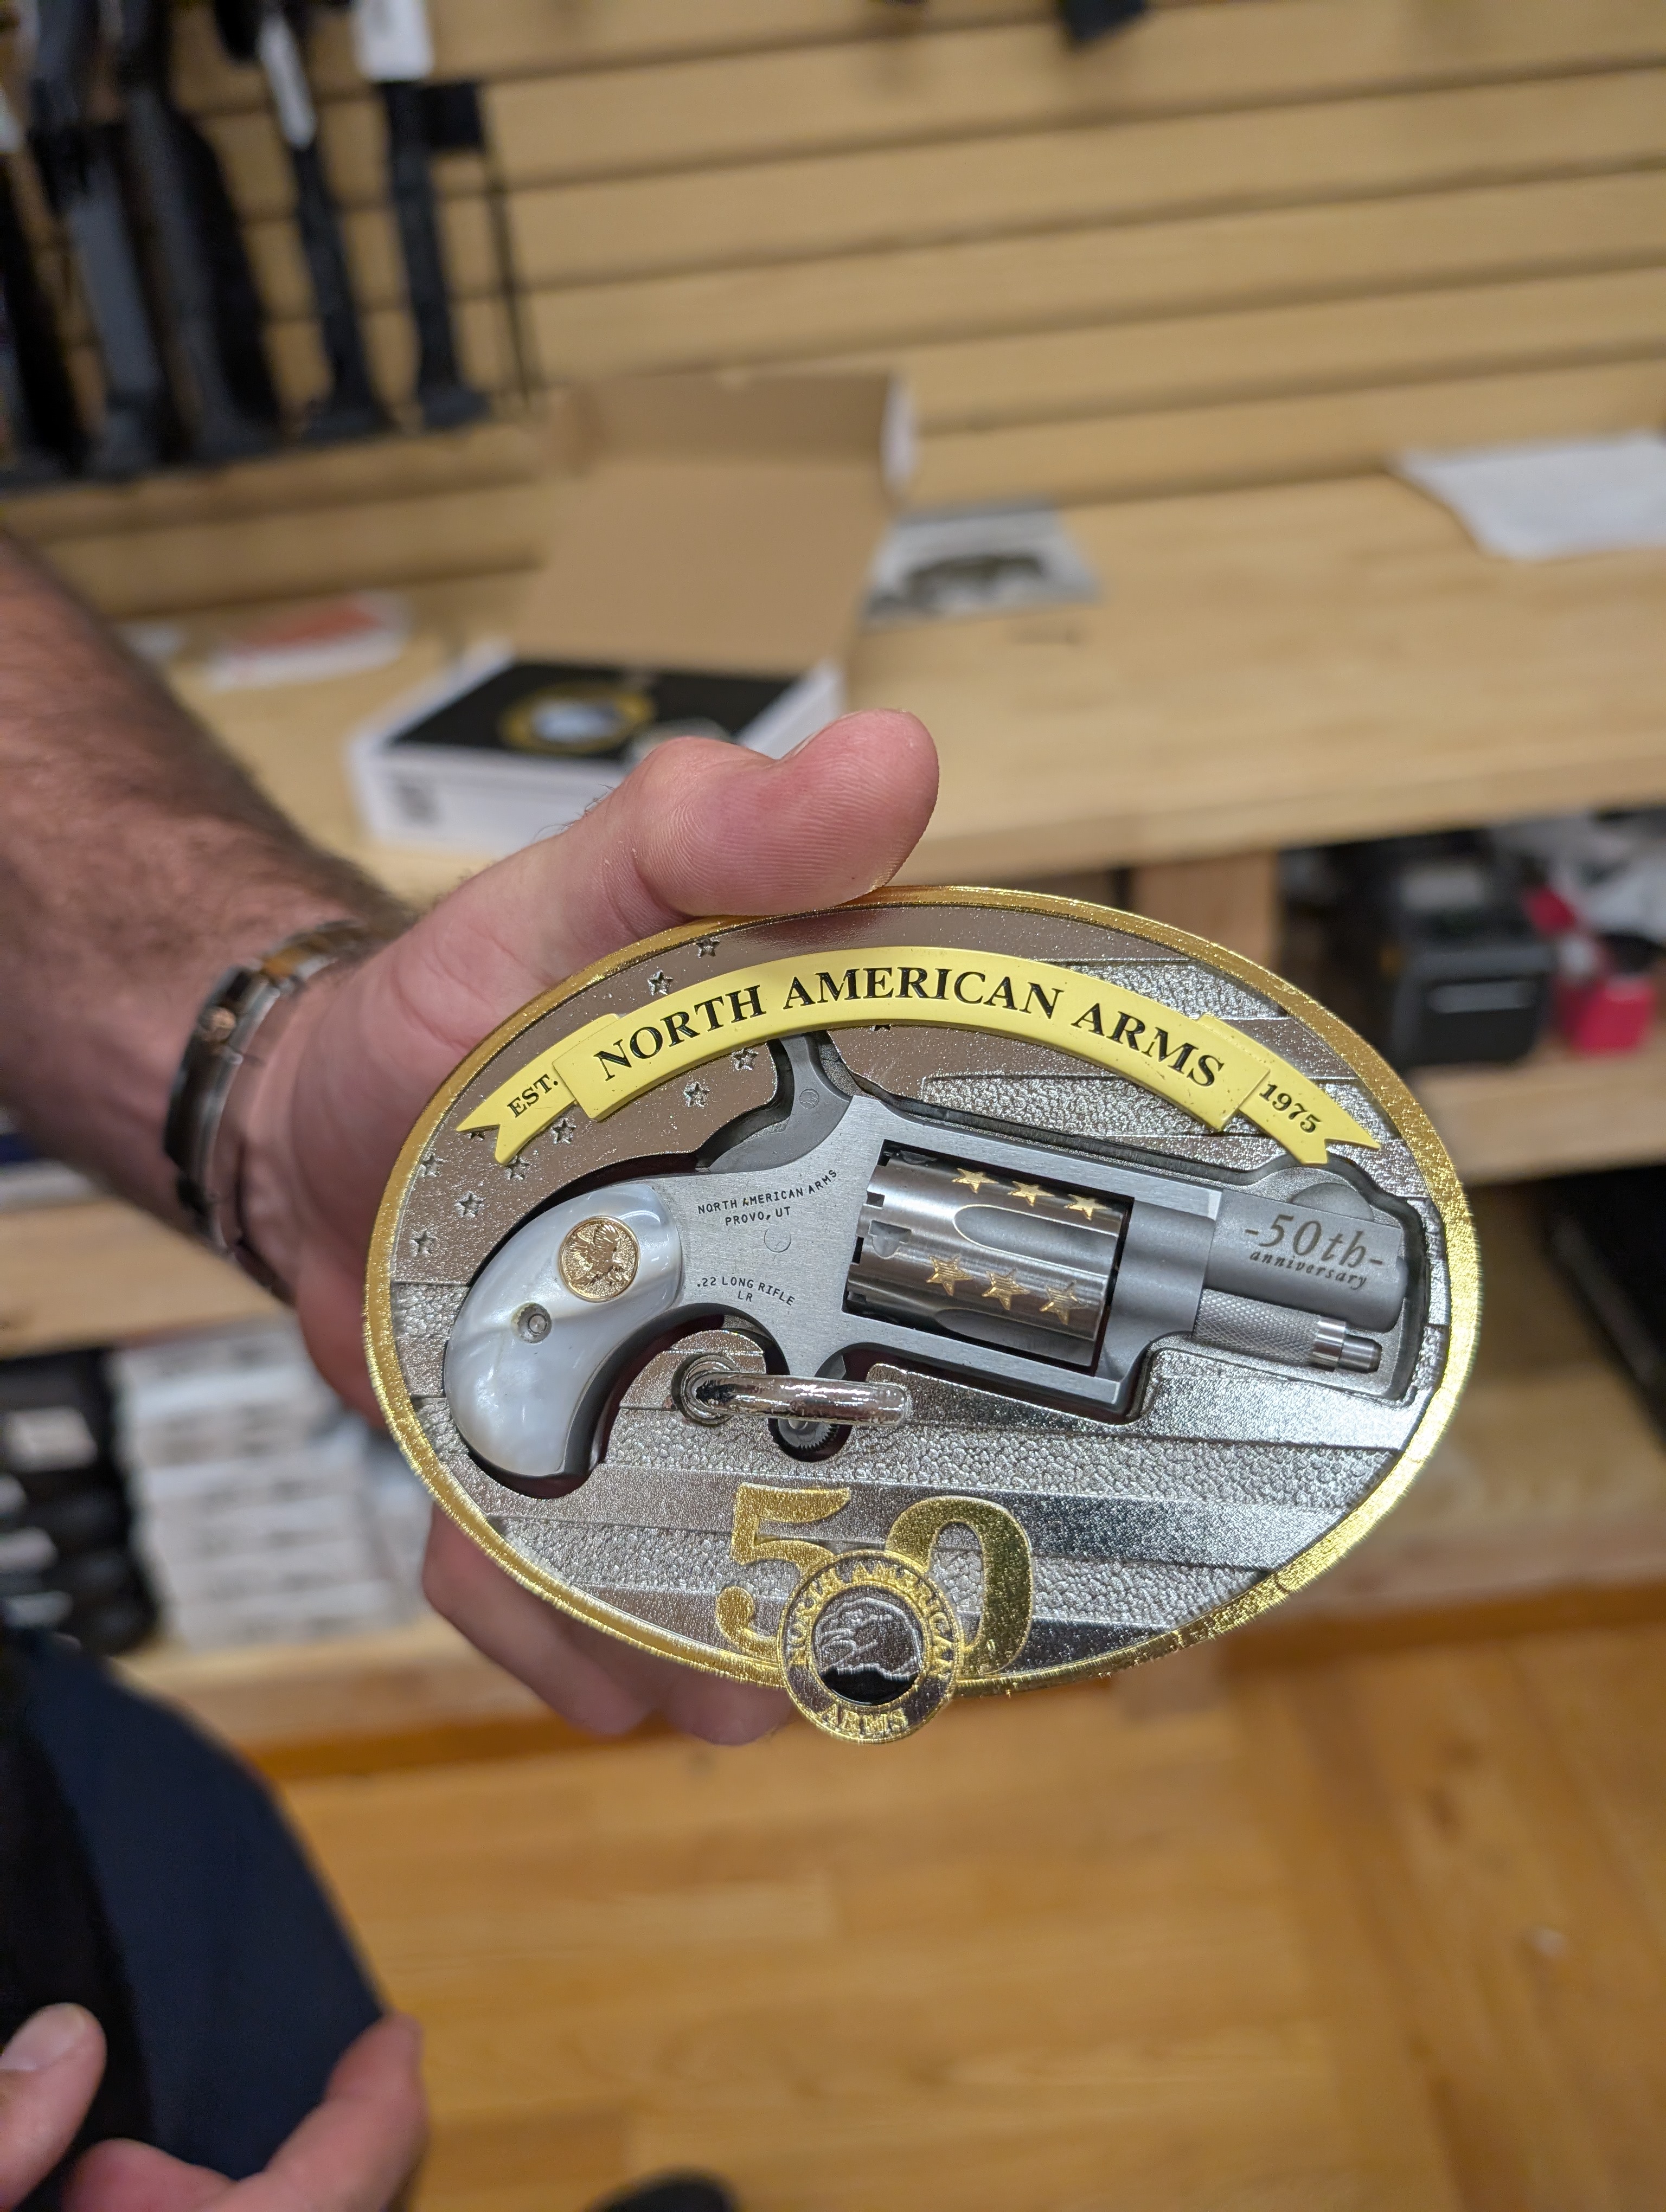 EST. NORTH AMERICAN ARMS 1975
NORTH AMERICAN ARMS
PROVO, UT
.22 LONG RIFLE
LR
-50th-
anniversary
50
NORTH AMERICAN
ARMS